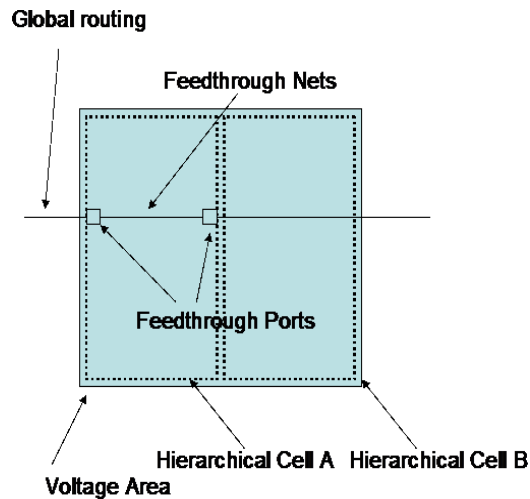 Global routing
Feedthrough Nets
Feedthrough Ports
Hierarchical Cell A
Hierarchical Cell B
Voltage Area